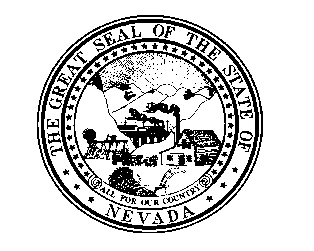 THE GREAT SEAL OF THE STATE OF
NEVADA
ALL FOR OUR COUNTRY